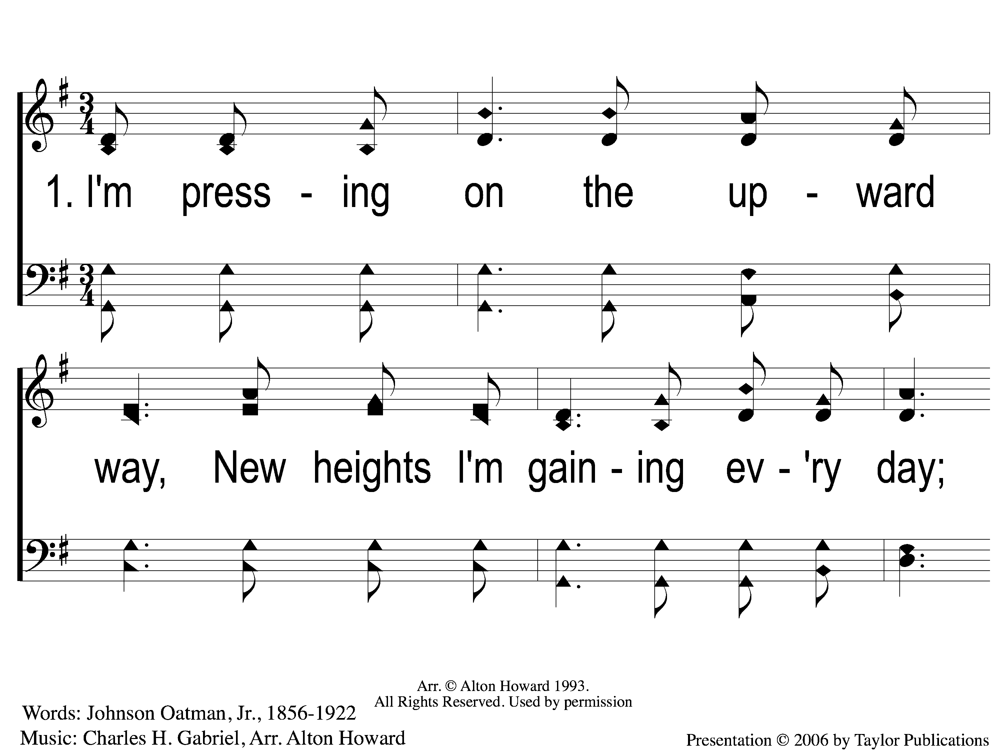 1. I'm press - ing on the up - ward
way, New heights I'm gain - ing ev - 'ry day;
Arr. © Alton Howard 1993.
All Rights Reserved. Used by permission
Words: Johnson Oatman, Jr., 1856-1922
Music: Charles H. Gabriel, Arr. Alton Howard
Presentation © 2006 by Taylor Publications